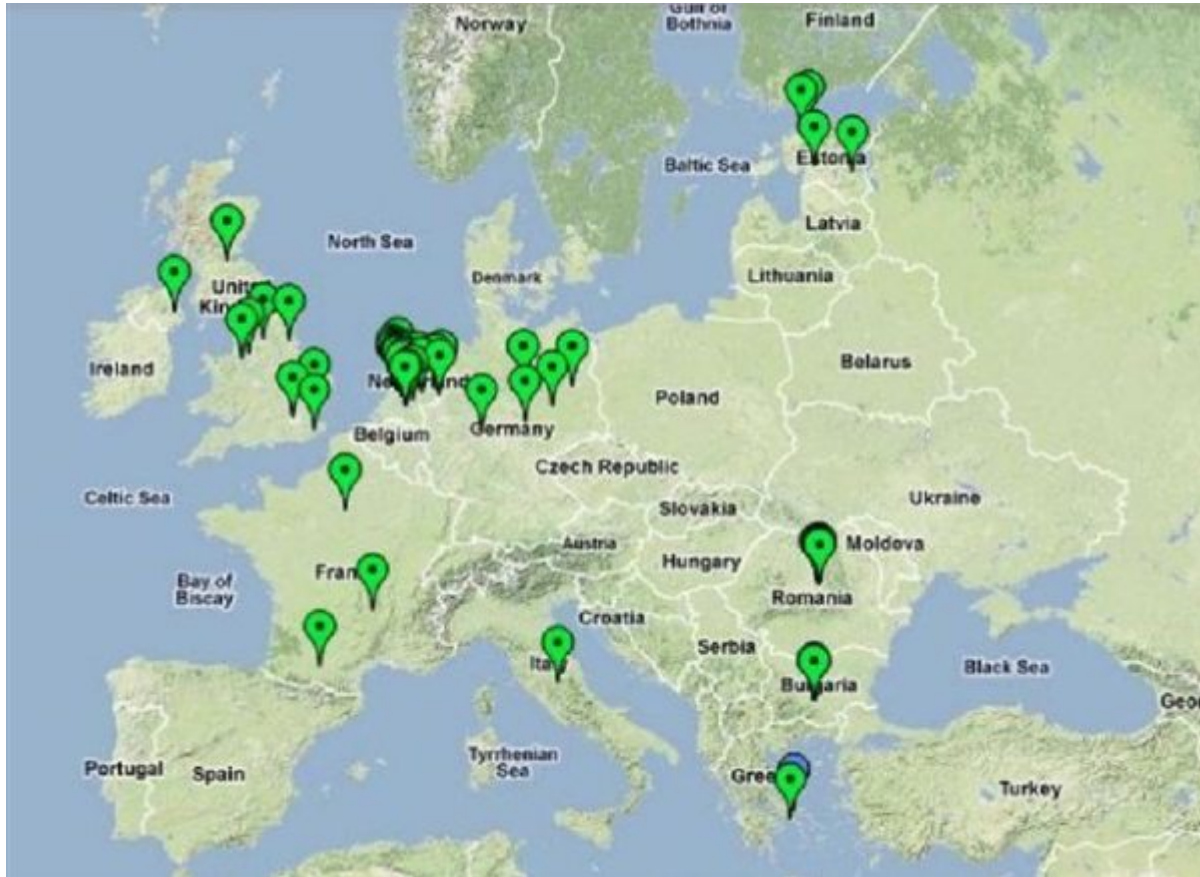 Gulf of
Bothnia
Norway
Finland
Baltic Sea
Estonia
Latvia
North Sea
Denmark
Lithuania
Ireland
Belarus
Poland
Belgium
Germany
Czech Republic
Celtic Sea
Ukraine
Slovakia
Austria
Moldova
Hungary
Bay of
Biscay
Romania
Croatia
Serbia
Black Sea
Bulgaria
Tyrrhenian
Sea
Portugal
Spain
Turkey